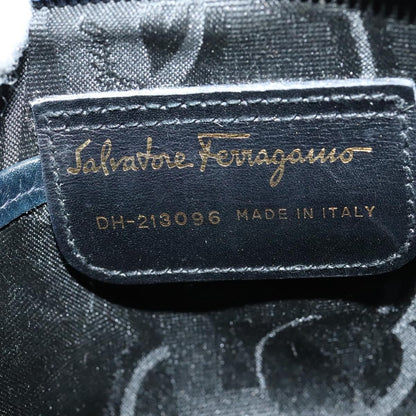 Salvatore Ferragamo
DH-213096 MADE IN ITALY